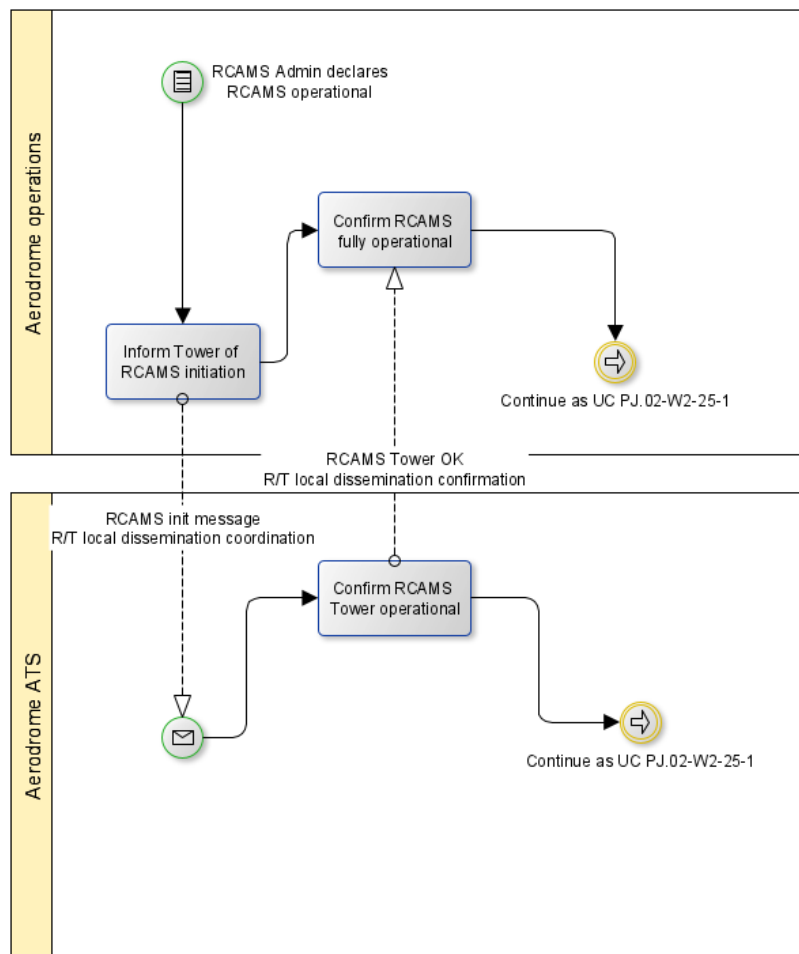 Aerodrome operations
RCAMS Admin declares
RCAMS operational
Confirm RCAMS
fully operational
Inform Tower of
RCAMS initiation
Continue as UC PJ.02-W2-25-1
RCAMS Tower OK
R/T local dissemination confirmation
Aerodrome ATS
RCAMS init message
R/T local dissemination coordination
Confirm RCAMS
Tower operational
Continue as UC PJ.02-W2-25-1